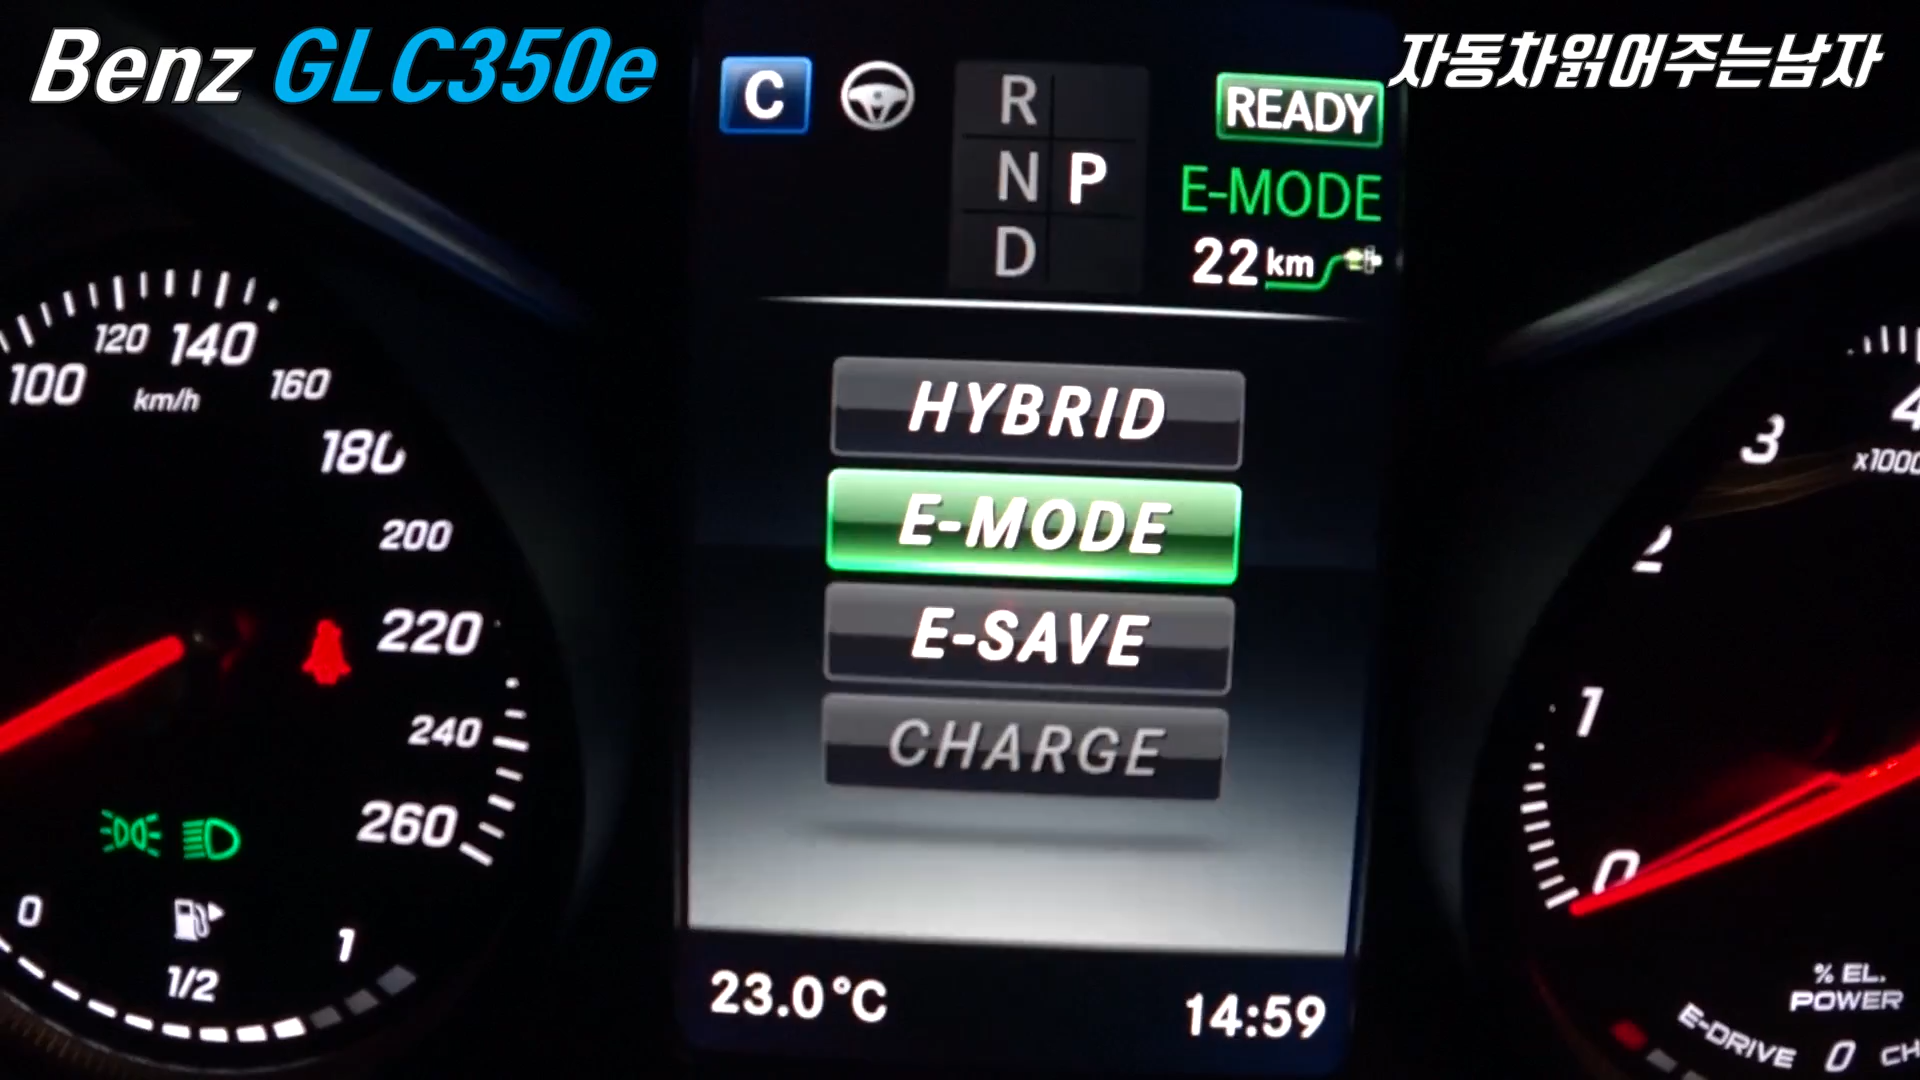 Benz GLC350e
자동차읽어주는남자
C
R
N P
D
READY
E-MODE
22 km
HYBRID
E-MODE
E-SAVE
CHARGE
23.0°C
14:59
100
120
140
160
km/h
180
200
220
240
260
0
1/2
1
4
3
x1000
2
1
0
% EL.
POWER
E-DRIVE 0 CH